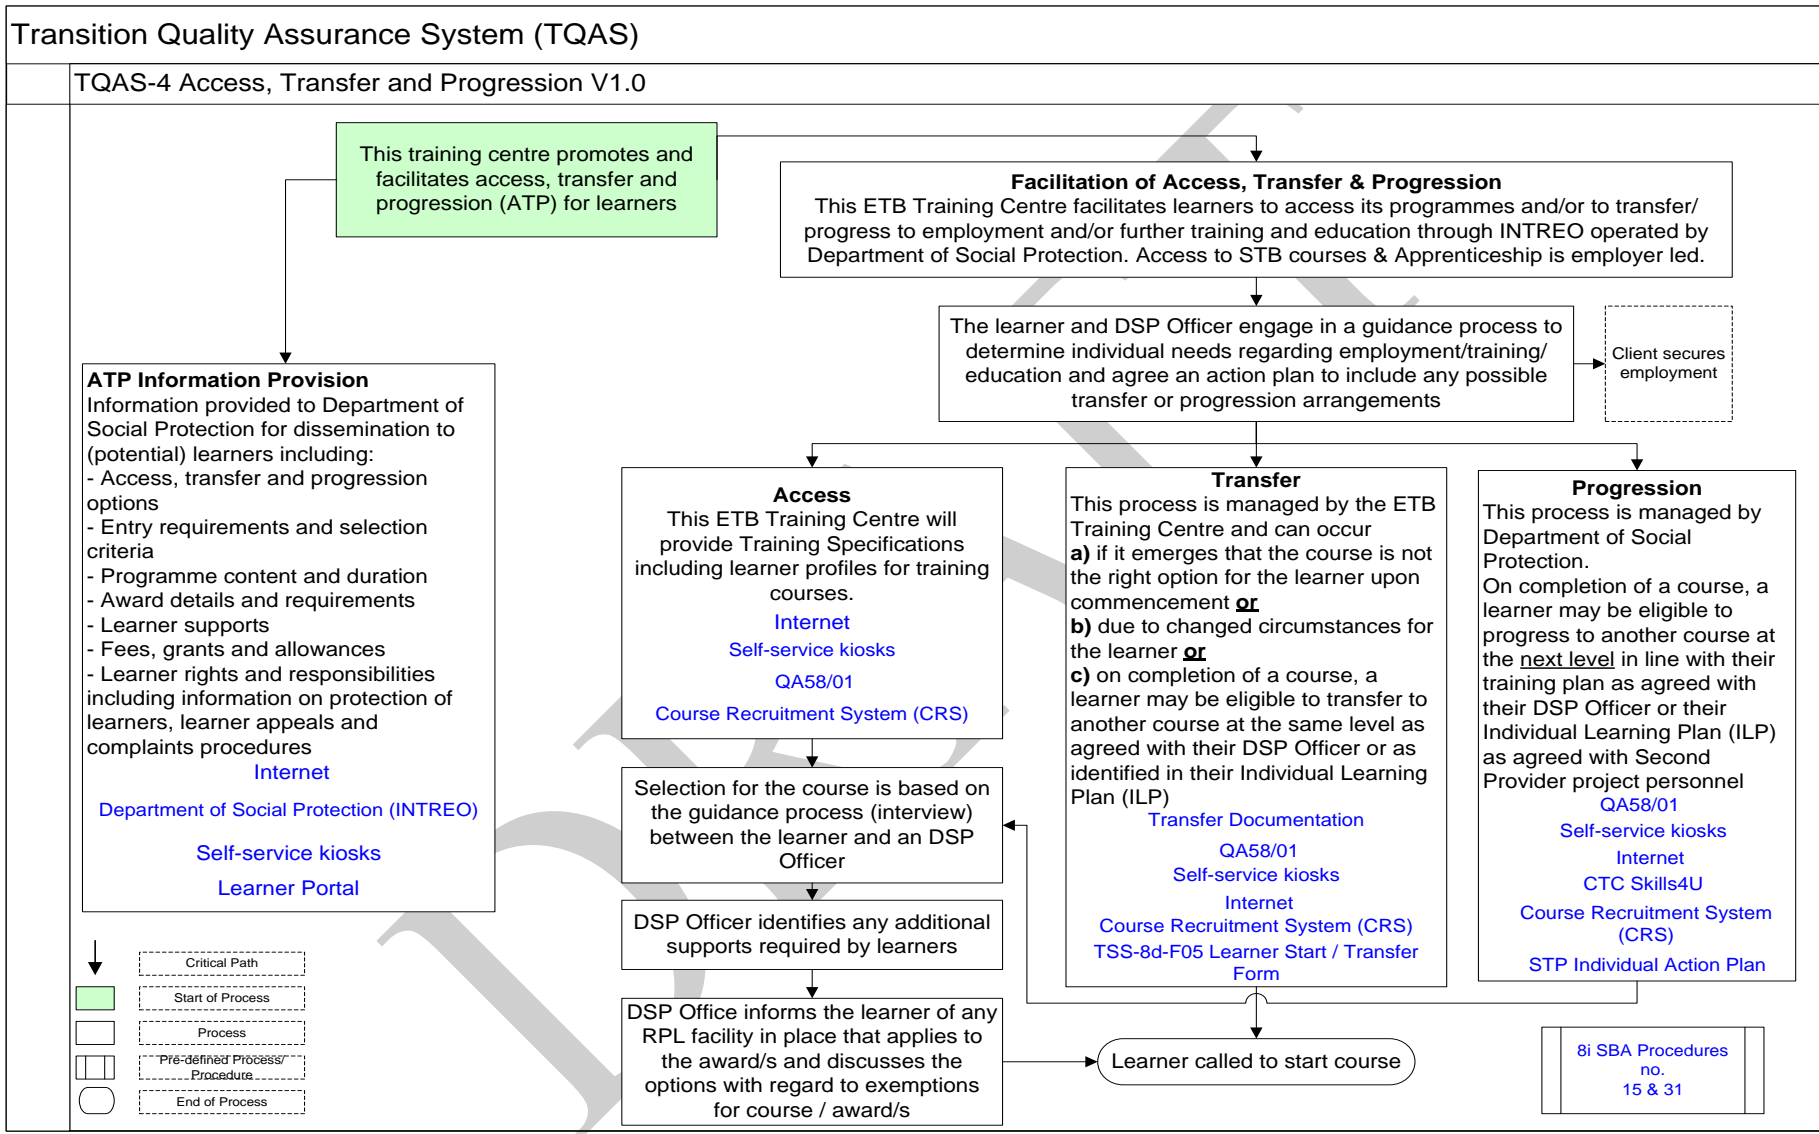 Transition Quality Assurance System (TQAS)
TQAS-4 Access, Transfer and Progression V1.0
This training centre promotes and
facilitates access, transfer and
progression (ATP) for learners
Facilitation of Access, Transfer & Progression
This ETB Training Centre facilitates learners to access its programmes and/or to transfer/
progress to employment and/or further training and education through INTREO operated by
Department of Social Protection. Access to STB courses & Apprenticeship is employer led.
The learner and DSP Officer engage in a guidance process to
determine individual needs regarding employment/training/
education and agree an action plan to include any possible
transfer or progression arrangements
Client secures
employment
ATP Information Provision
Information provided to Department of
Social Protection for dissemination to
(potential) learners including:
- Access, transfer and progression
options
- Entry requirements and selection
criteria
- Programme content and duration
- Award details and requirements
- Learner supports
- Fees, grants and allowances
- Learner rights and responsibilities
including information on protection of
learners, learner appeals and
complaints procedures
Internet
Department of Social Protection (INTREO)
Self-service kiosks
Learner Portal
Access
This ETB Training Centre will
provide Training Specifications
including learner profiles for training
courses.
Internet
Self-service kiosks
QA58/01
Course Recruitment System (CRS)
Selection for the course is based on
the guidance process (interview)
between the learner and an DSP
Officer
DSP Officer identifies any additional
supports required by learners
DSP Office informs the learner of any
RPL facility in place that applies to
the award/s and discusses the
options with regard to exemptions
for course / award/s
Transfer
This process is managed by the ETB
Training Centre and can occur
a) if it emerges that the course is not
the right option for the learner upon
commencement or
b) due to changed circumstances for
the learner or
c) on completion of a course, a
learner may be eligible to transfer to
another course at the same level as
agreed with their DSP Officer or as
identified in their Individual Learning
Plan (ILP)
Transfer Documentation
QA58/01
Self-service kiosks
Internet
Course Recruitment System (CRS)
TSS-8d-F05 Learner Start / Transfer
Form
Learner called to start course
Progression
This process is managed by
Department of Social
Protection.
On completion of a course, a
learner may be eligible to
progress to another course at
the next level in line with their
training plan as agreed with
their DSP Officer or their
Individual Learning Plan (ILP)
as agreed with Second
Provider project personnel
QA58/01
Self-service kiosks
Internet
CTC Skills4U
Course Recruitment System
(CRS)
STP Individual Action Plan
8i SBA Procedures
no.
15 & 31
Critical Path
Start of Process
Process
Pre-defined Process/
Procedure
End of Process
DRAFT